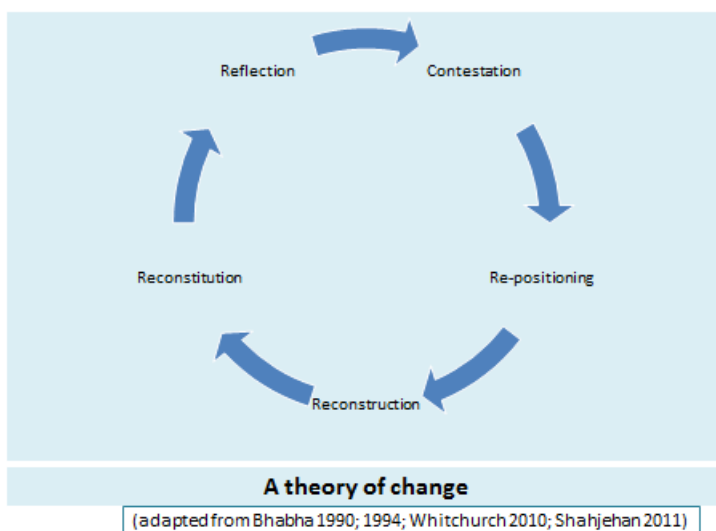 Reflection
Contestation
Reconstitution
Re-positioning
Reconstruction
A theory of change
(adapted from Bhabha 1990; 1994; Whitchurch 2010; Shahjehan 2011)